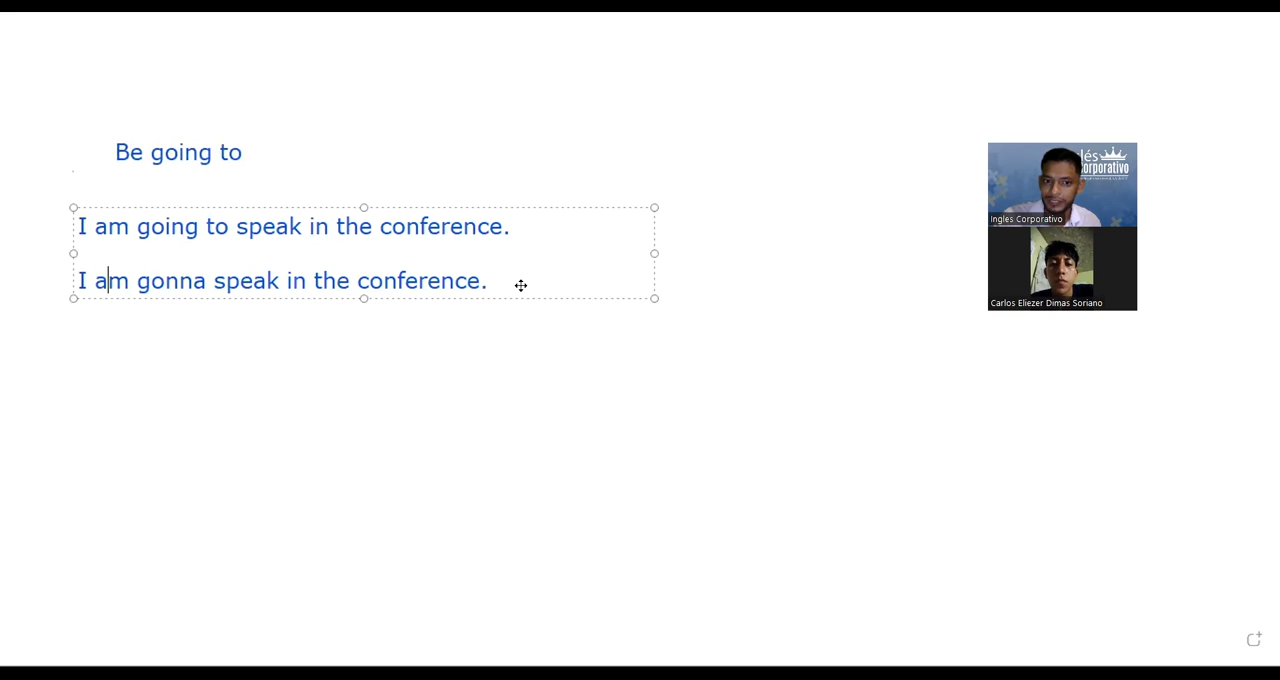 Be going to
I am going to speak in the conference.
I am gonna speak in the conference.
lés
corporativo
Ingles Corporativo
Carlos Eliezer Dimas Soriano